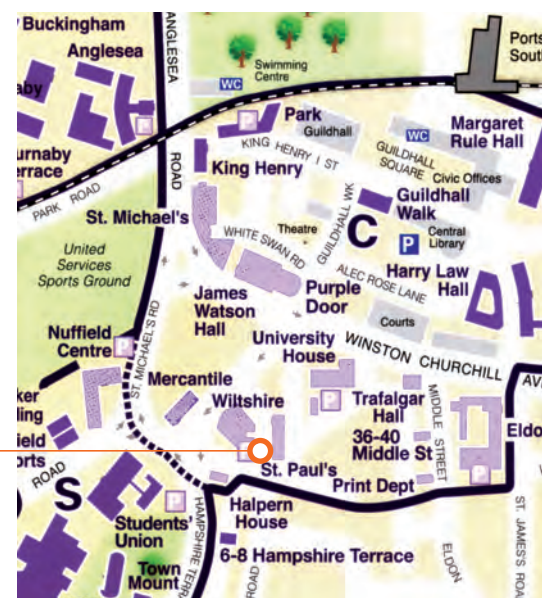 Buckingham
Anglesea
ANGLESEA
ROAD
Swimming
Centre
WC
Ports
Sout
aby
P
Park
Guildhall
WC
Margaret
Rule Hall
urnaby
errace
KING HENRY I ST
GUILDHALL
SQUARE
Civic Offices
King Henry
PARK ROAD
St. Michael's
GUILDHALL WK
Guildhall
Walk
WHITE SWAN RD
Theatre
C
P
Central
Library
United
Services
Sports Ground
Purple
Door
ALEC ROSE LANE
Harry Law
Hall
James
Watson
Hall
Courts
Nuffield
Centre
P
ST. MICHAEL'S RD
University
House
WINSTON CHURCHILL
AV
Mercantile
Wiltshire
P
Trafalgar
Hall
MIDDLE STREET
ker
ding
field
orts
36-40
Middle St
Eldo
St. Paul's
P
Print Dept
ROAD
S
P
Students'
Union
HAMPSHIRE TERR
Halpern
House
ST. JAMES'S ROA
6-8 Hampshire Terrace
ELDON
ROAD
Town
Mount